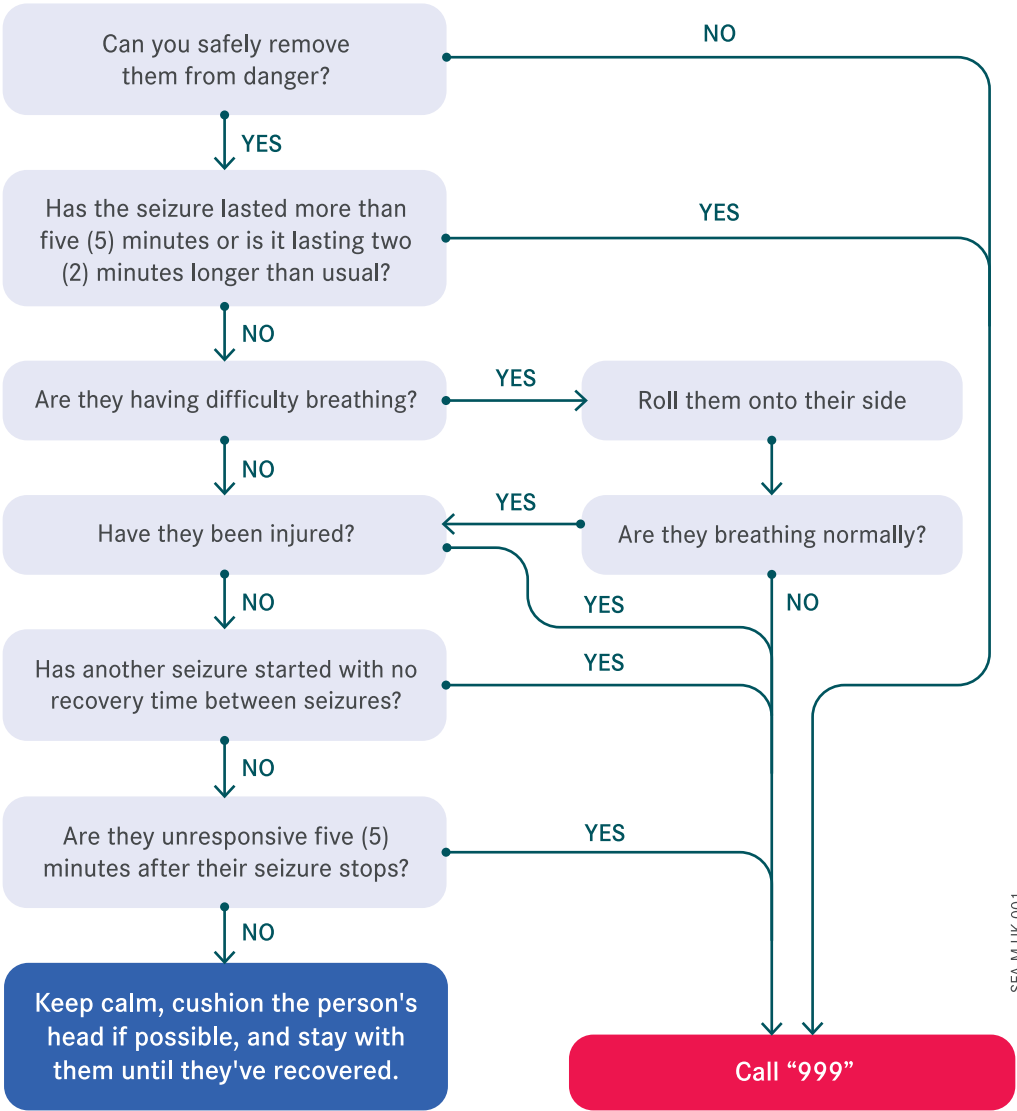 Can you safely remove
them from danger?
NO
YES
Has the seizure lasted more than
five (5) minutes or is it lasting two
(2) minutes longer than usual?
YES
NO
Are they having difficulty breathing?
YES
Roll them onto their side
NO
Have they been injured?
YES
Are they breathing normally?
NO
YES
NO
Has another seizure started with no
recovery time between seizures?
YES
NO
Are they unresponsive five (5)
minutes after their seizure stops?
YES
NO
Keep calm, cushion the person's
head if possible, and stay with
them until they've recovered.
Call “999”